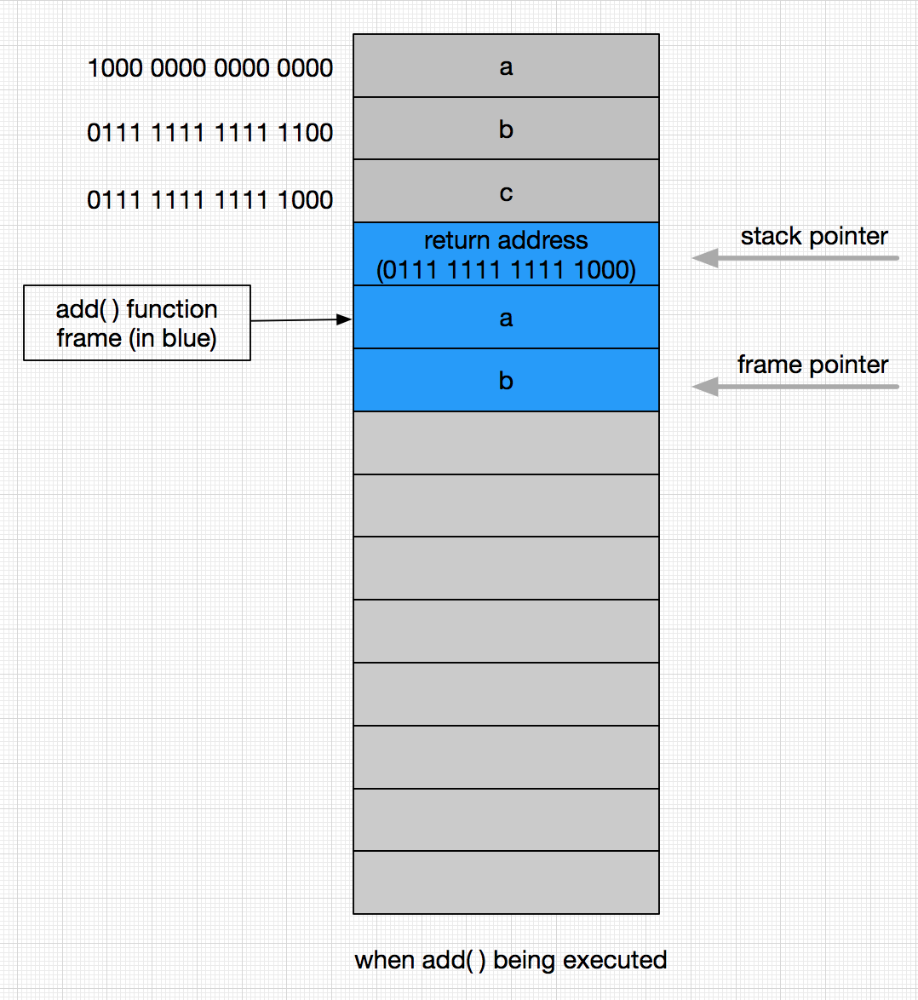 1000 0000 0000 0000
a
0111 1111 1111 1100
b
0111 1111 1111 1000
c
return address
(0111 1111 1111 1000)
stack pointer
add( ) function
frame (in blue)
a
b
frame pointer
when add( ) being executed